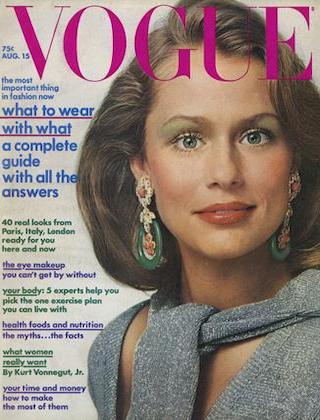 VOGUE
75¢
AUG. 15
the most
important thing
in fashion now
what to wear
with what
a complete
guide
with all the
answers
40 real looks from
Paris, Italy, London
ready for you
here and now
the eye makeup
you can't get by without
your body: 5 experts help you
pick the one exercise plan
you can live with
health foods and nutrition
the myths...the facts
what women
really want
By Kurt Vonnegut, Jr.
your time and money
how to make
the most of them